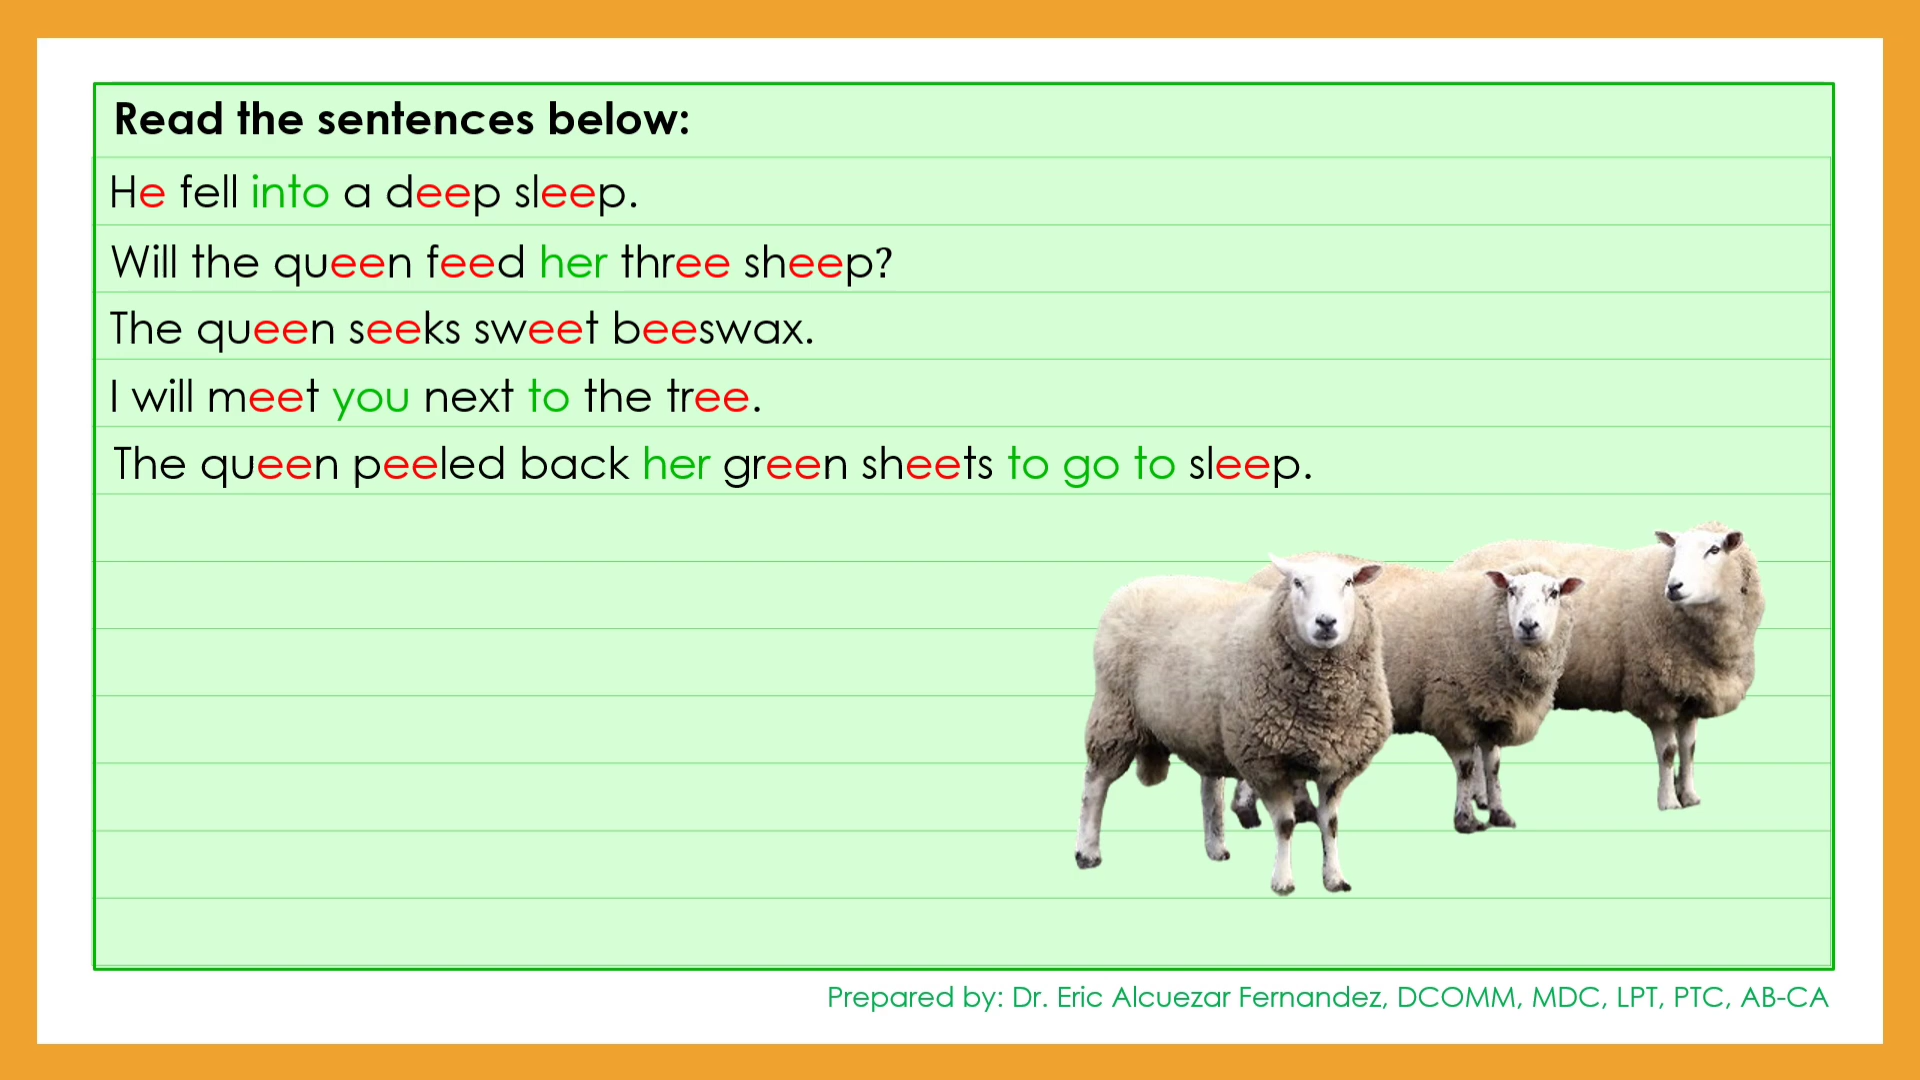 Read the sentences below:
He fell into a deep sleep.
Will the queen feed her three sheep?
The queen seeks sweet beeswax.
I will meet you next to the tree.
The queen peeled back her green sheets to go to sleep.
Prepared by: Dr. Eric Alcuezar Fernandez, DCOMM, MDC, LPT, PTC, AB-CA